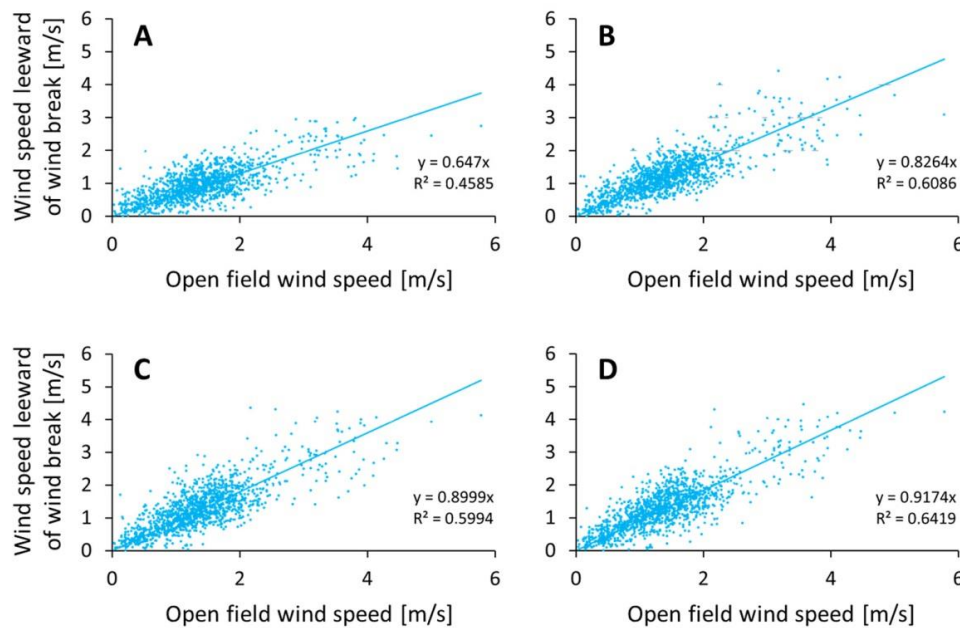 Wind speed leeward
of wind break [m/s]
6
5
4
3
2
1
0
A
y = 0.647x
R² = 0.4585
0 2 4 6
Open field wind speed [m/s]
6
5
4
3
2
1
0
B
y = 0.8264x
R² = 0.6086
0 2 4 6
Open field wind speed [m/s]
Wind speed leeward
of wind break [m/s]
6
5
4
3
2
1
0
C
y = 0.8999x
R² = 0.5994
0 2 4 6
Open field wind speed [m/s]
6
5
4
3
2
1
0
D
y = 0.9174x
R² = 0.6419
0 2 4 6
Open field wind speed [m/s]